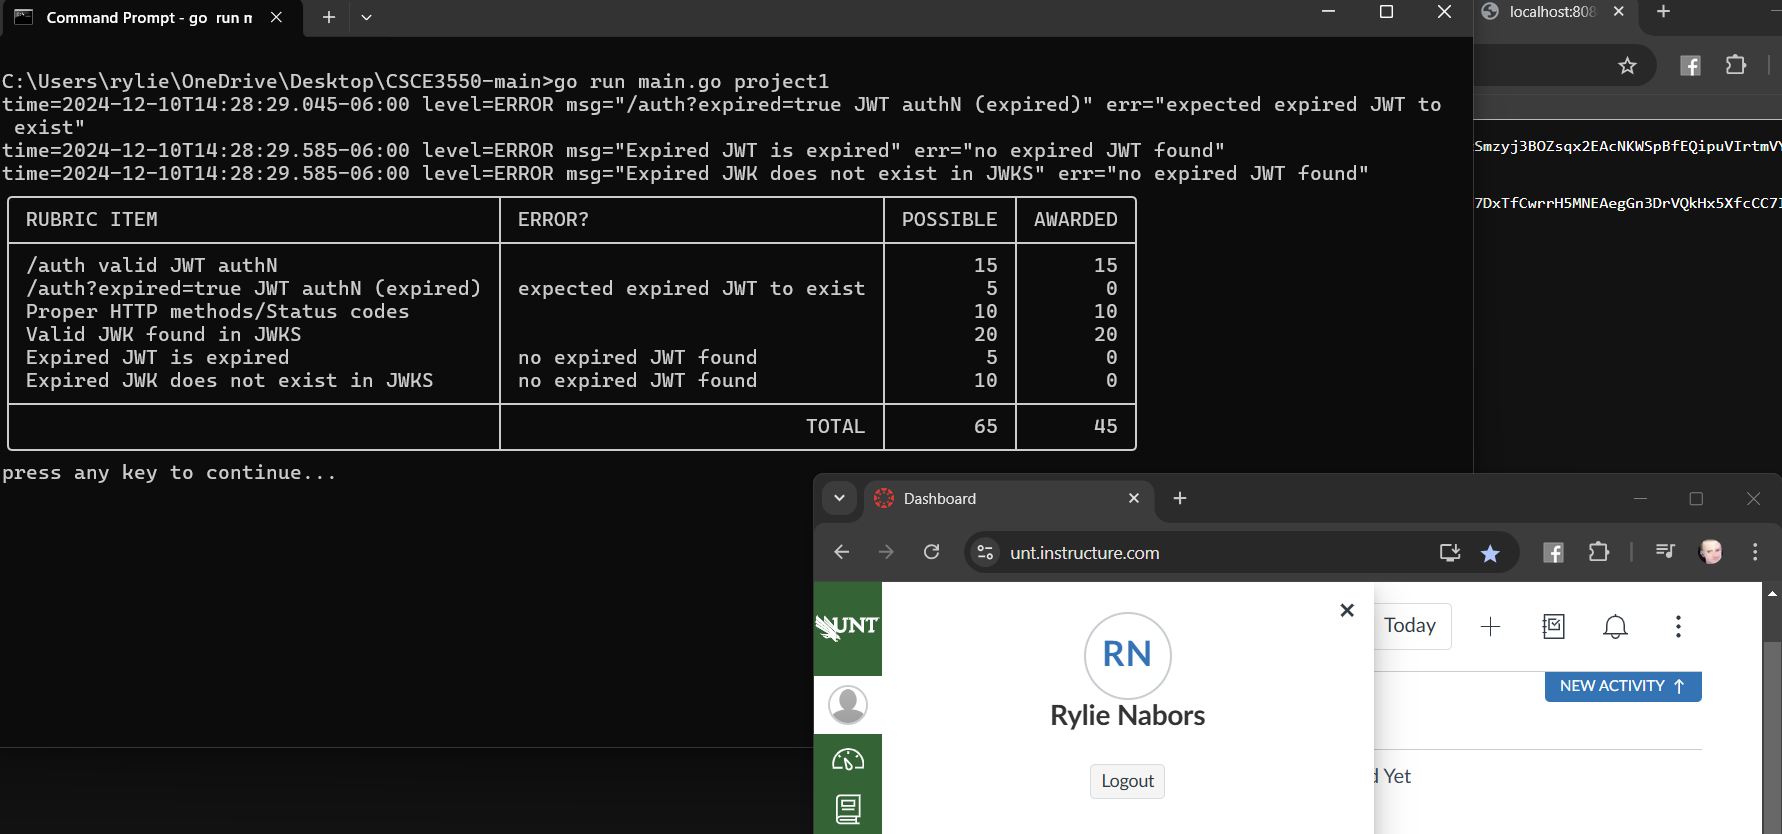 Command Prompt - go run m
localhost:808
C:\Users\rylie\OneDrive\Desktop\CSCE3550-main>go run main.go project1
time=2024-12-10T14:28:29.045-06:00 level=ERROR msg="/auth?expired=true JWT authN (expired)" err="expected expired JWT to
exist"
time=2024-12-10T14:28:29.585-06:00 level=ERROR msg="Expired JWT is expired" err="no expired JWT found"
time=2024-12-10T14:28:29.585-06:00 level=ERROR msg="Expired JWK does not exist in JWKS" err="no expired JWT found"
Smzyj3BOZsqx2EAcNKWSpBfEQipuVIrtmVY
7DxTfCwrrH5MNEAegGn3DrVQkHx5XfcCC7I
RUBRIC ITEM ERROR? POSSIBLE AWARDED
/auth valid JWT authN 15 15
/auth?expired=true JWT authN (expired) expected expired JWT to exist 5 0
Proper HTTP methods/Status codes 10 10
Valid JWK found in JWKS 20 20
Expired JWT is expired no expired JWT found 5 0
Expired JWK does not exist in JWKS no expired JWT found 10 0
TOTAL 65 45
press any key to continue...
Dashboard
unt.instructure.com
UNT
RN
Rylie Nabors
Logout
Today
NEW ACTIVITY
d Yet